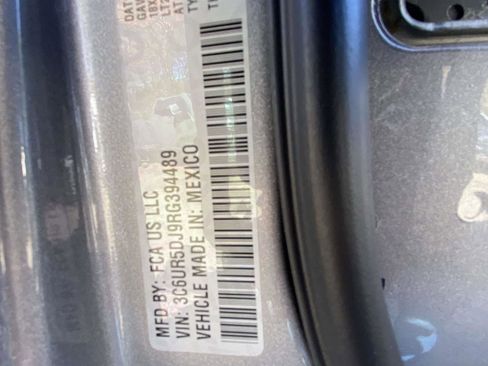 MFD BY: FCA US LLC
VIN: 3C6UR5DJ9RG394489
VEHICLE MADE IN: MEXICO